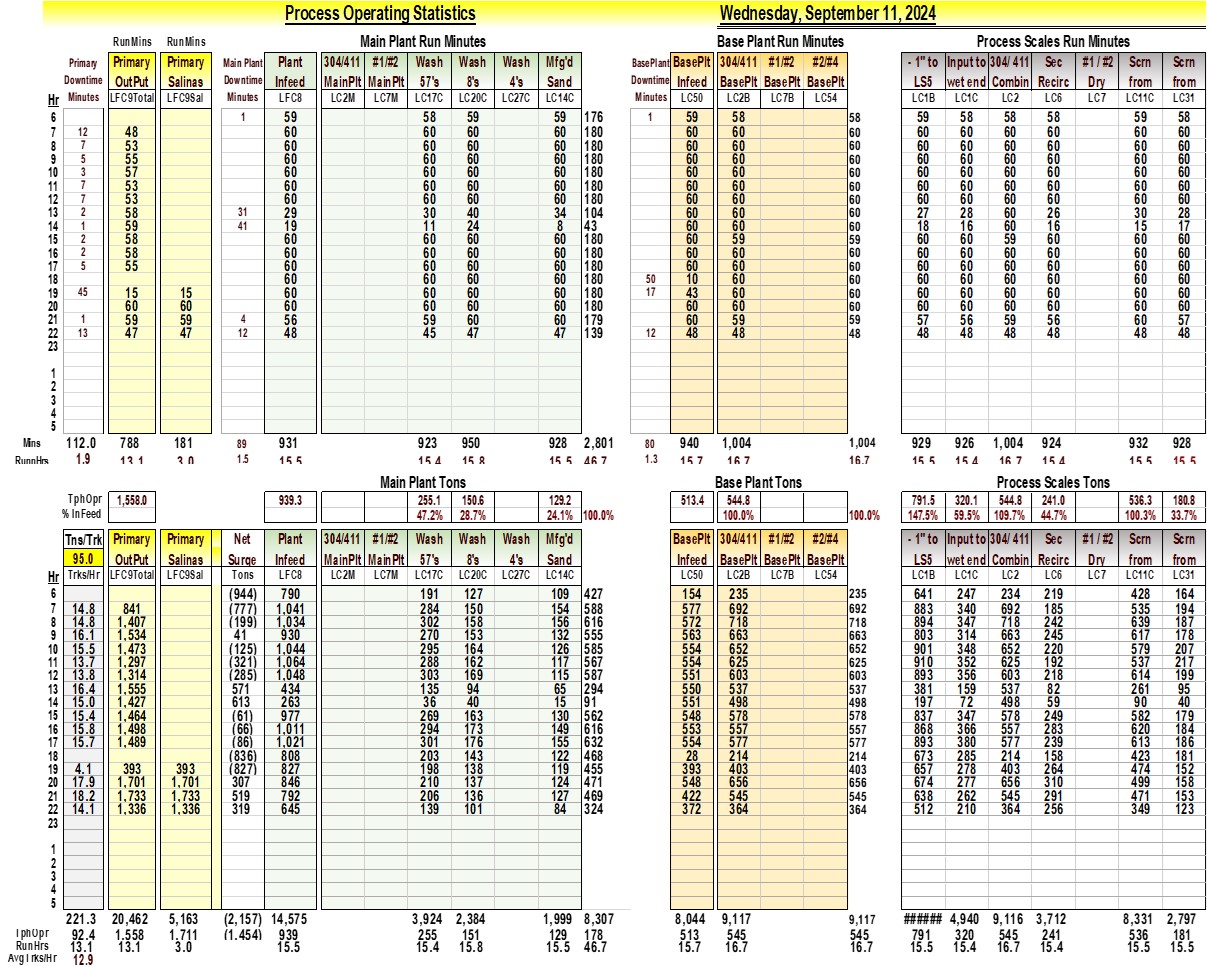 Process Operating Statistics Wednesday, September 11, 2024
RunMins RunMins Main Plant Run Minutes Base Plant Run Minutes Process Scales Run Minutes
Primary Primary Primary Main Plant Plant 304/411 #1/#2 Wash Wash Wash Mfg'd BasePlant BasePlt 304/411 #1/#2 #2/#4 - 1" to Input to 304/ 411 Sec #1 / #2 Scrn Scrn
Downtime OutPut Salinas Downtime Infeed MainPlt MainPlt 57's 8's 4's Sand Downtime Infeed BasePlt BasePlt BasePlt LS5 wet end Combin Recirc Dry from from
Hr Minutes LFC9Total LFC9Sal Minutes LFC8 LC2M LC7M LC17C LC20C LC27C LC14C Minutes LC50 LC2B LC7B LC54 LC1B LC1C LC2 LC6 LC7 LC11C LC31
6 1 59 58 59 59 176 1 59 58 58 59 58 58 58 59 58
7 12 48 60 60 60 60 180 60 60 60 60 60 60 60 60 60
8 7 53 60 60 60 60 180 60 60 60 60 60 60 60 60 60
9 5 55 60 60 60 60 180 60 60 60 60 60 60 60 60 60
10 3 57 60 60 60 60 180 60 60 60 60 60 60 60 60 60
11 7 53 60 60 60 60 180 60 60 60 60 60 60 60 60 60
12 7 53 60 60 60 60 180 60 60 60 60 60 60 60 60 60
13 2 58 31 29 30 40 34 104 60 60 60 27 28 60 26 30 28
14 1 59 41 19 11 24 8 43 60 60 60 18 16 60 16 15 17
15 2 58 60 60 60 60 180 60 59 59 60 60 59 60 60 60
16 2 58 60 60 60 60 180 60 60 60 60 60 60 60 60 60
17 5 55 60 60 60 60 180 60 60 60 60 60 60 60 60 60
18 60 60 60 60 180 50 10 60 60 60 60 60 60 60 60
19 45 15 15 60 60 60 60 180 17 43 60 60 60 60 60 60 60 60
20 60 60 60 60 60 60 180 60 60 60 60 60 60 60 60 60
21 1 59 59 4 56 59 60 60 179 60 59 59 57 56 59 56 60 57
22 13 47 47 12 48 45 47 47 139 12 48 48 48 48 48 48 48 48 48
23
1
2
3
4
5
Mins 112.0 788 181 89 931 923 950 928 2,801 80 940 1,004 1,004 929 926 1,004 924 932 928
RunnHrs 1.9 13.1 3.0 1.5 15.5 15.4 15.8 15.5 46.7 1.3 15.7 16.7 16.7 15.5 15.4 16.7 15.4 15.5 15.5
Main Plant Tons Base Plant Tons Process Scales Tons
TphOpr 1,558.0 939.3 255.1 150.6 129.2 513.4 544.8 791.5 320.1 544.8 241.0 536.3 180.8
% InFeed 47.2% 28.7% 24.1% 100.0% 100.0% 100.0% 147.5% 59.5% 109.7% 44.7% 100.3% 33.7%
Tns/Trk Primary Primary Net Plant 304/411 #1/#2 Wash Wash Wash Mfg'd BasePlt 304/411 #1/#2 #2/#4 - 1" to Input to 304/ 411 Sec #1 / #2 Scrn Scrn
95.0 OutPut Salinas Surge Infeed MainPlt MainPlt 57's 8's 4's Sand Infeed BasePlt BasePlt BasePlt LS5 wet end Combin Recirc Dry from from
Hr Trks/Hr LFC9Total LFC9Sal Tons LFC8 LC2M LC7M LC17C LC20C LC27C LC14C LC50 LC2B LC7B LC54 LC1B LC1C LC2 LC6 LC7 LC11C LC31
6 (944) 790 191 127 109 427 154 235 235 641 247 234 219 428 164
7 14.8 841 (777) 1,041 284 150 154 588 577 692 692 883 340 692 185 535 194
8 14.8 1,407 (199) 1,034 302 158 156 616 572 718 718 894 347 718 242 639 187
9 16.1 1,534 41 930 270 153 132 555 563 663 663 803 314 663 245 617 178
10 15.5 1,473 (125) 1,044 295 164 126 585 554 652 652 901 348 652 220 579 207
11 13.7 1,297 (321) 1,064 288 162 117 567 554 625 625 910 352 625 192 537 217
12 13.8 1,314 (285) 1,048 303 169 115 587 551 603 603 893 356 603 218 614 199
13 16.4 1,555 571 434 135 94 65 294 550 537 537 381 159 537 82 261 95
14 15.0 1,427 613 263 36 40 15 91 551 498 498 197 72 498 59 90 40
15 15.4 1,464 (61) 977 269 163 130 562 548 578 578 837 347 578 249 582 179
16 15.8 1,498 (66) 1,011 294 173 149 616 553 557 557 868 366 557 283 620 184
17 15.7 1,489 (86) 1,021 301 176 155 632 554 577 577 893 380 577 239 613 186
18 (836) 808 203 143 122 468 28 214 214 673 285 214 158 423 181
19 4.1 393 393 (827) 827 198 138 119 455 393 403 403 657 278 403 264 474 152
20 17.9 1,701 1,701 307 846 210 137 124 471 548 656 656 674 277 656 310 499 158
21 18.2 1,733 1,733 519 792 206 136 127 469 422 545 545 638 262 545 291 471 153
22 14.1 1,336 1,336 319 645 139 101 84 324 372 364 364 512 210 364 256 349 123
23
1
2
3
4
5
221.3 20,462 5,163 (2,157) 14,575 3,924 2,384 1,999 8,307 8,044 9,117 9,117 ###### 4,940 9,116 3,712 8,331 2,797
TphOpr 92.4 1,558 1,711 (1,454) 939 255 151 129 178 513 545 545 791 320 545 241 536 181
RunHrs 13.1 13.1 3.0 15.5 15.4 15.8 15.5 46.7 15.7 16.7 16.7 15.5 15.4 16.7 15.4 15.5 15.5
AvgTrks/Hr 12.9